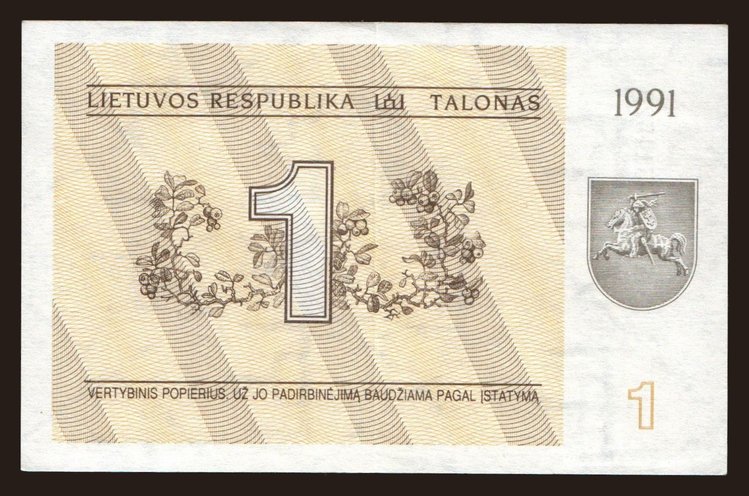 LIETUVOS RESPUBLIKA TALONAS
1991
1
VERTYBINIS POPIERIUS. UŽ JO PADIRBINĖJIMĄ BAUDŽIAMA PAGAL ĮSTATYMĄ
1